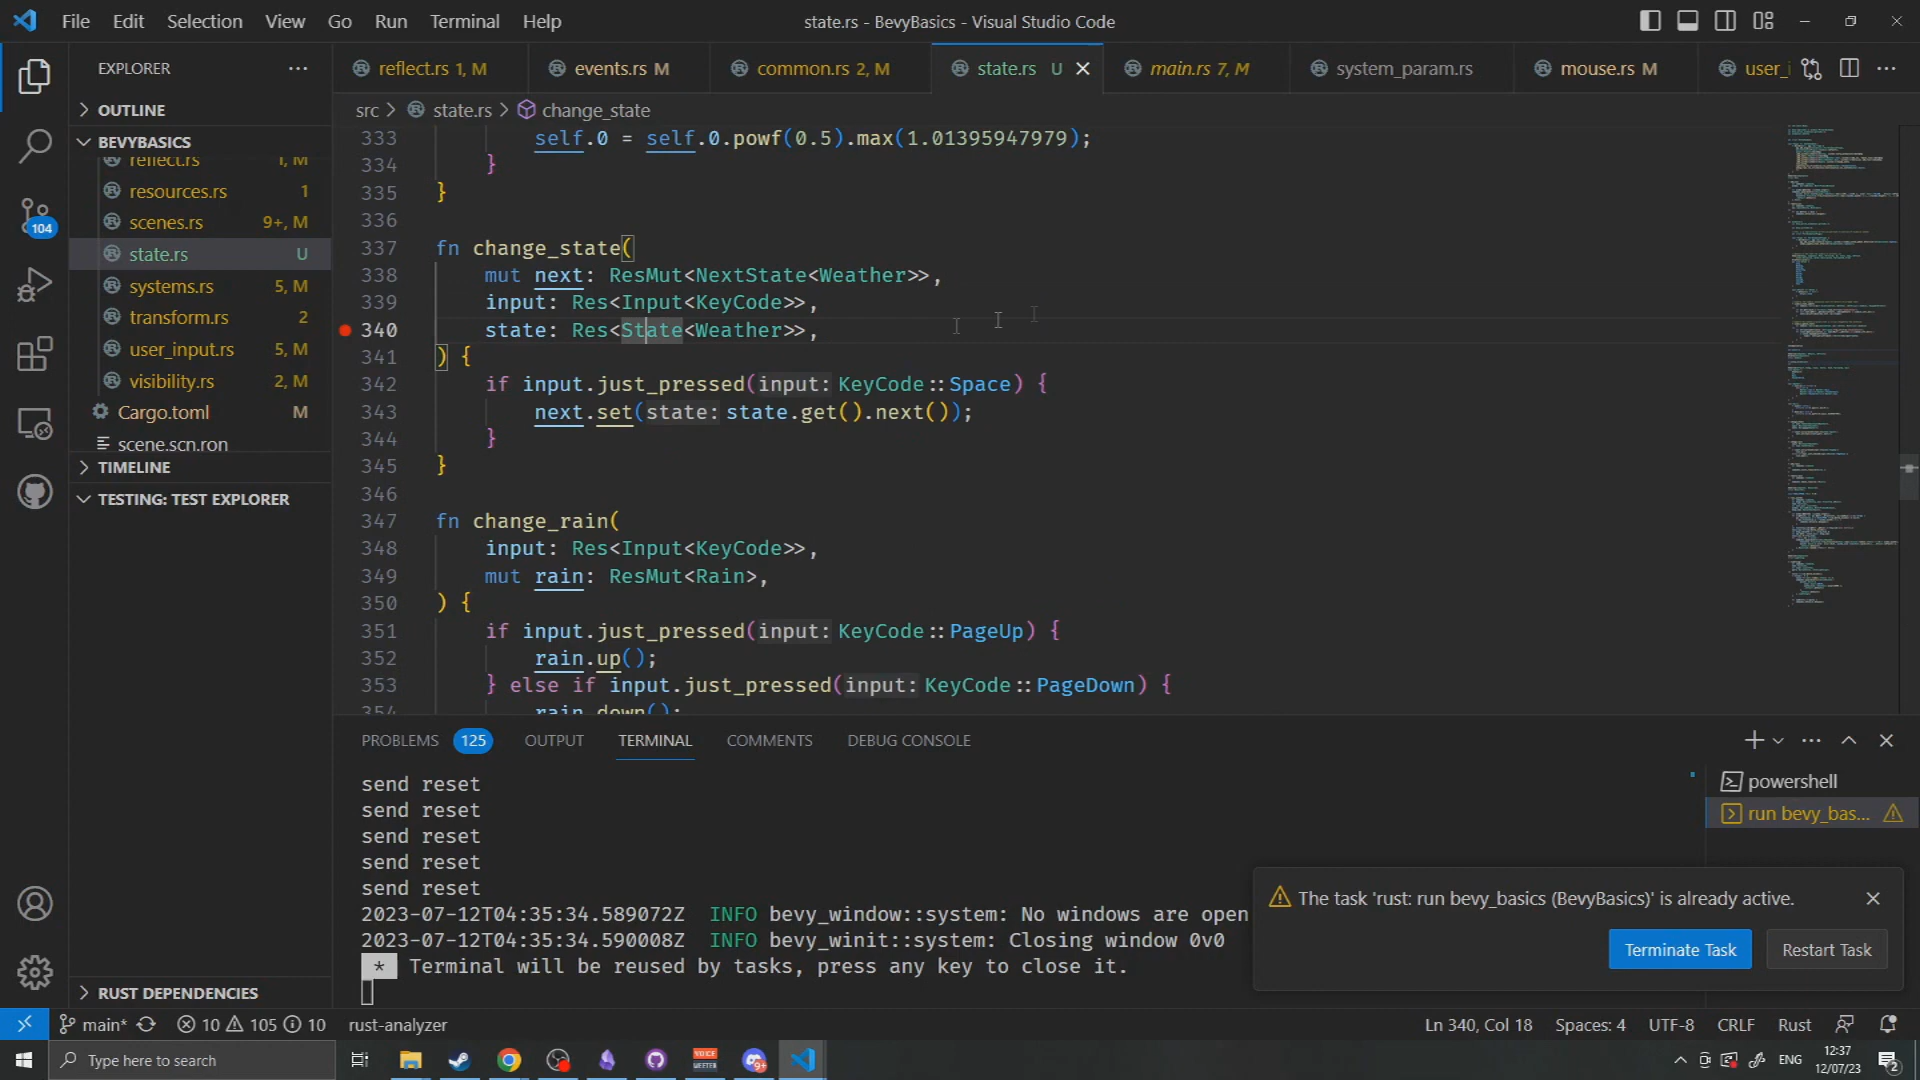 File Edit Selection View Go Run Terminal Help
state.rs - BevyBasics - Visual Studio Code
EXPLORER
OUTLINE
BEVYBASICS
reflect.rs 1, M
resources.rs 1
scenes.rs 9+, M
state.rs U
systems.rs 5, M
transform.rs 2
user_input.rs 5, M
visibility.rs 2, M
Cargo.toml M
scene.scn.ron
TIMELINE
TESTING: TEST EXPLORER
RUST DEPENDENCIES
104
reflect.rs 1, M
events.rs M
common.rs 2, M
state.rs U
main.rs 7, M
system_param.rs
mouse.rs M
user_i
src > state.rs > change_state
333 self.0 = self.0.powf(0.5).max(1.01395947979);
334 }
335 }
336
337 fn change_state(
338 mut next: ResMut<NextState<Weather>>,
339 input: Res<Input<KeyCode>>,
340 state: Res<State<Weather>>,
341 ) {
342 if input.just_pressed(input: KeyCode::Space) {
343 next.set(state: state.get().next());
344 }
345 }
346
347 fn change_rain(
348 input: Res<Input<KeyCode>>,
349 mut rain: ResMut<Rain>,
350 ) {
351 if input.just_pressed(input: KeyCode::PageUp) {
352 rain.up();
353 } else if input.just_pressed(input: KeyCode::PageDown) {
354 rain.down();
PROBLEMS 125 OUTPUT TERMINAL COMMENTS DEBUG CONSOLE
send reset
send reset
send reset
send reset
send reset
2023-07-12T04:35:34.589072Z INFO bevy_window::system: No windows are open
2023-07-12T04:35:34.590008Z INFO bevy_winit::system: Closing window 0v0
* Terminal will be reused by tasks, press any key to close it.
powershell
run bevy_bas...
The task 'rust: run bevy_basics (BevyBasics)' is already active.
Terminate Task
Restart Task
main* 10 105 10 rust-analyzer
Ln 340, Col 18 Spaces: 4 UTF-8 CRLF Rust
Type here to search
ENG
12:37
12/07/23
2